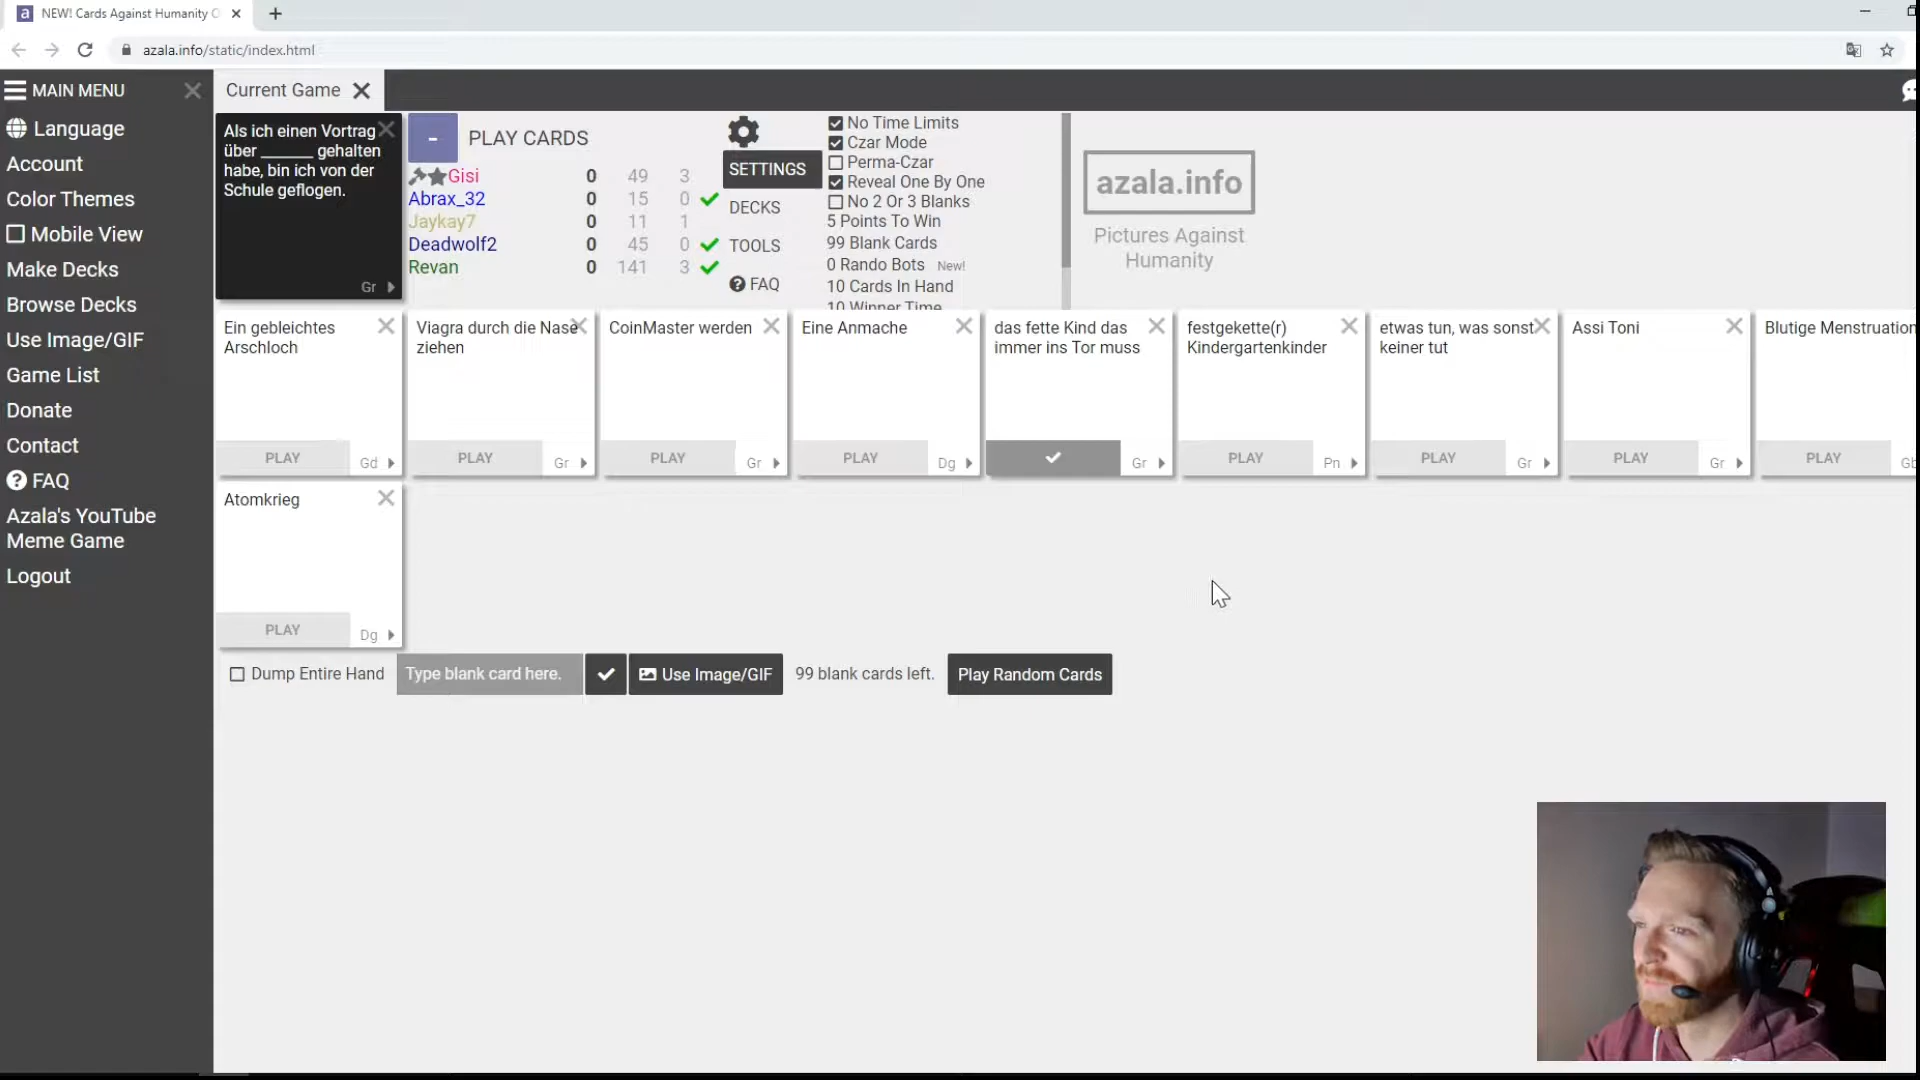 NEW! Cards Against Humanity O
azala.info/static/index.html
MAIN MENU
Language
Account
Color Themes
Mobile View
Make Decks
Browse Decks
Use Image/GIF
Game List
Donate
Contact
FAQ
Azala's YouTube
Meme Game
Logout
Current Game
Als ich einen Vortrag
über ______ gehalten
habe, bin ich von der
Schule geflogen.
Gr
-
PLAY CARDS
Gisi 0 49 3
Abrax_32 0 15 0
Jaykay7 0 11 1
Deadwolf2 0 45 0
Revan 0 141 3
SETTINGS
DECKS
TOOLS
FAQ
No Time Limits
Czar Mode
Perma-Czar
Reveal One By One
No 2 Or 3 Blanks
5 Points To Win
99 Blank Cards
0 Rando Bots New!
10 Cards In Hand
10 Winner Time
azala.info
Pictures Against
Humanity
Ein gebleichtes
Arschloch
PLAY Gd
Viagra durch die Nase
ziehen
PLAY Gr
CoinMaster werden
PLAY Gr
Eine Anmache
PLAY Dg
das fette Kind das
immer ins Tor muss
Gr
festgekette(r)
Kindergartenkinder
PLAY Pn
etwas tun, was sonst
keiner tut
PLAY Gr
Assi Toni
PLAY Gr
Blutige Menstruation
PLAY
Atomkrieg
PLAY Dg
Dump Entire Hand
Type blank card here.
Use Image/GIF
99 blank cards left.
Play Random Cards